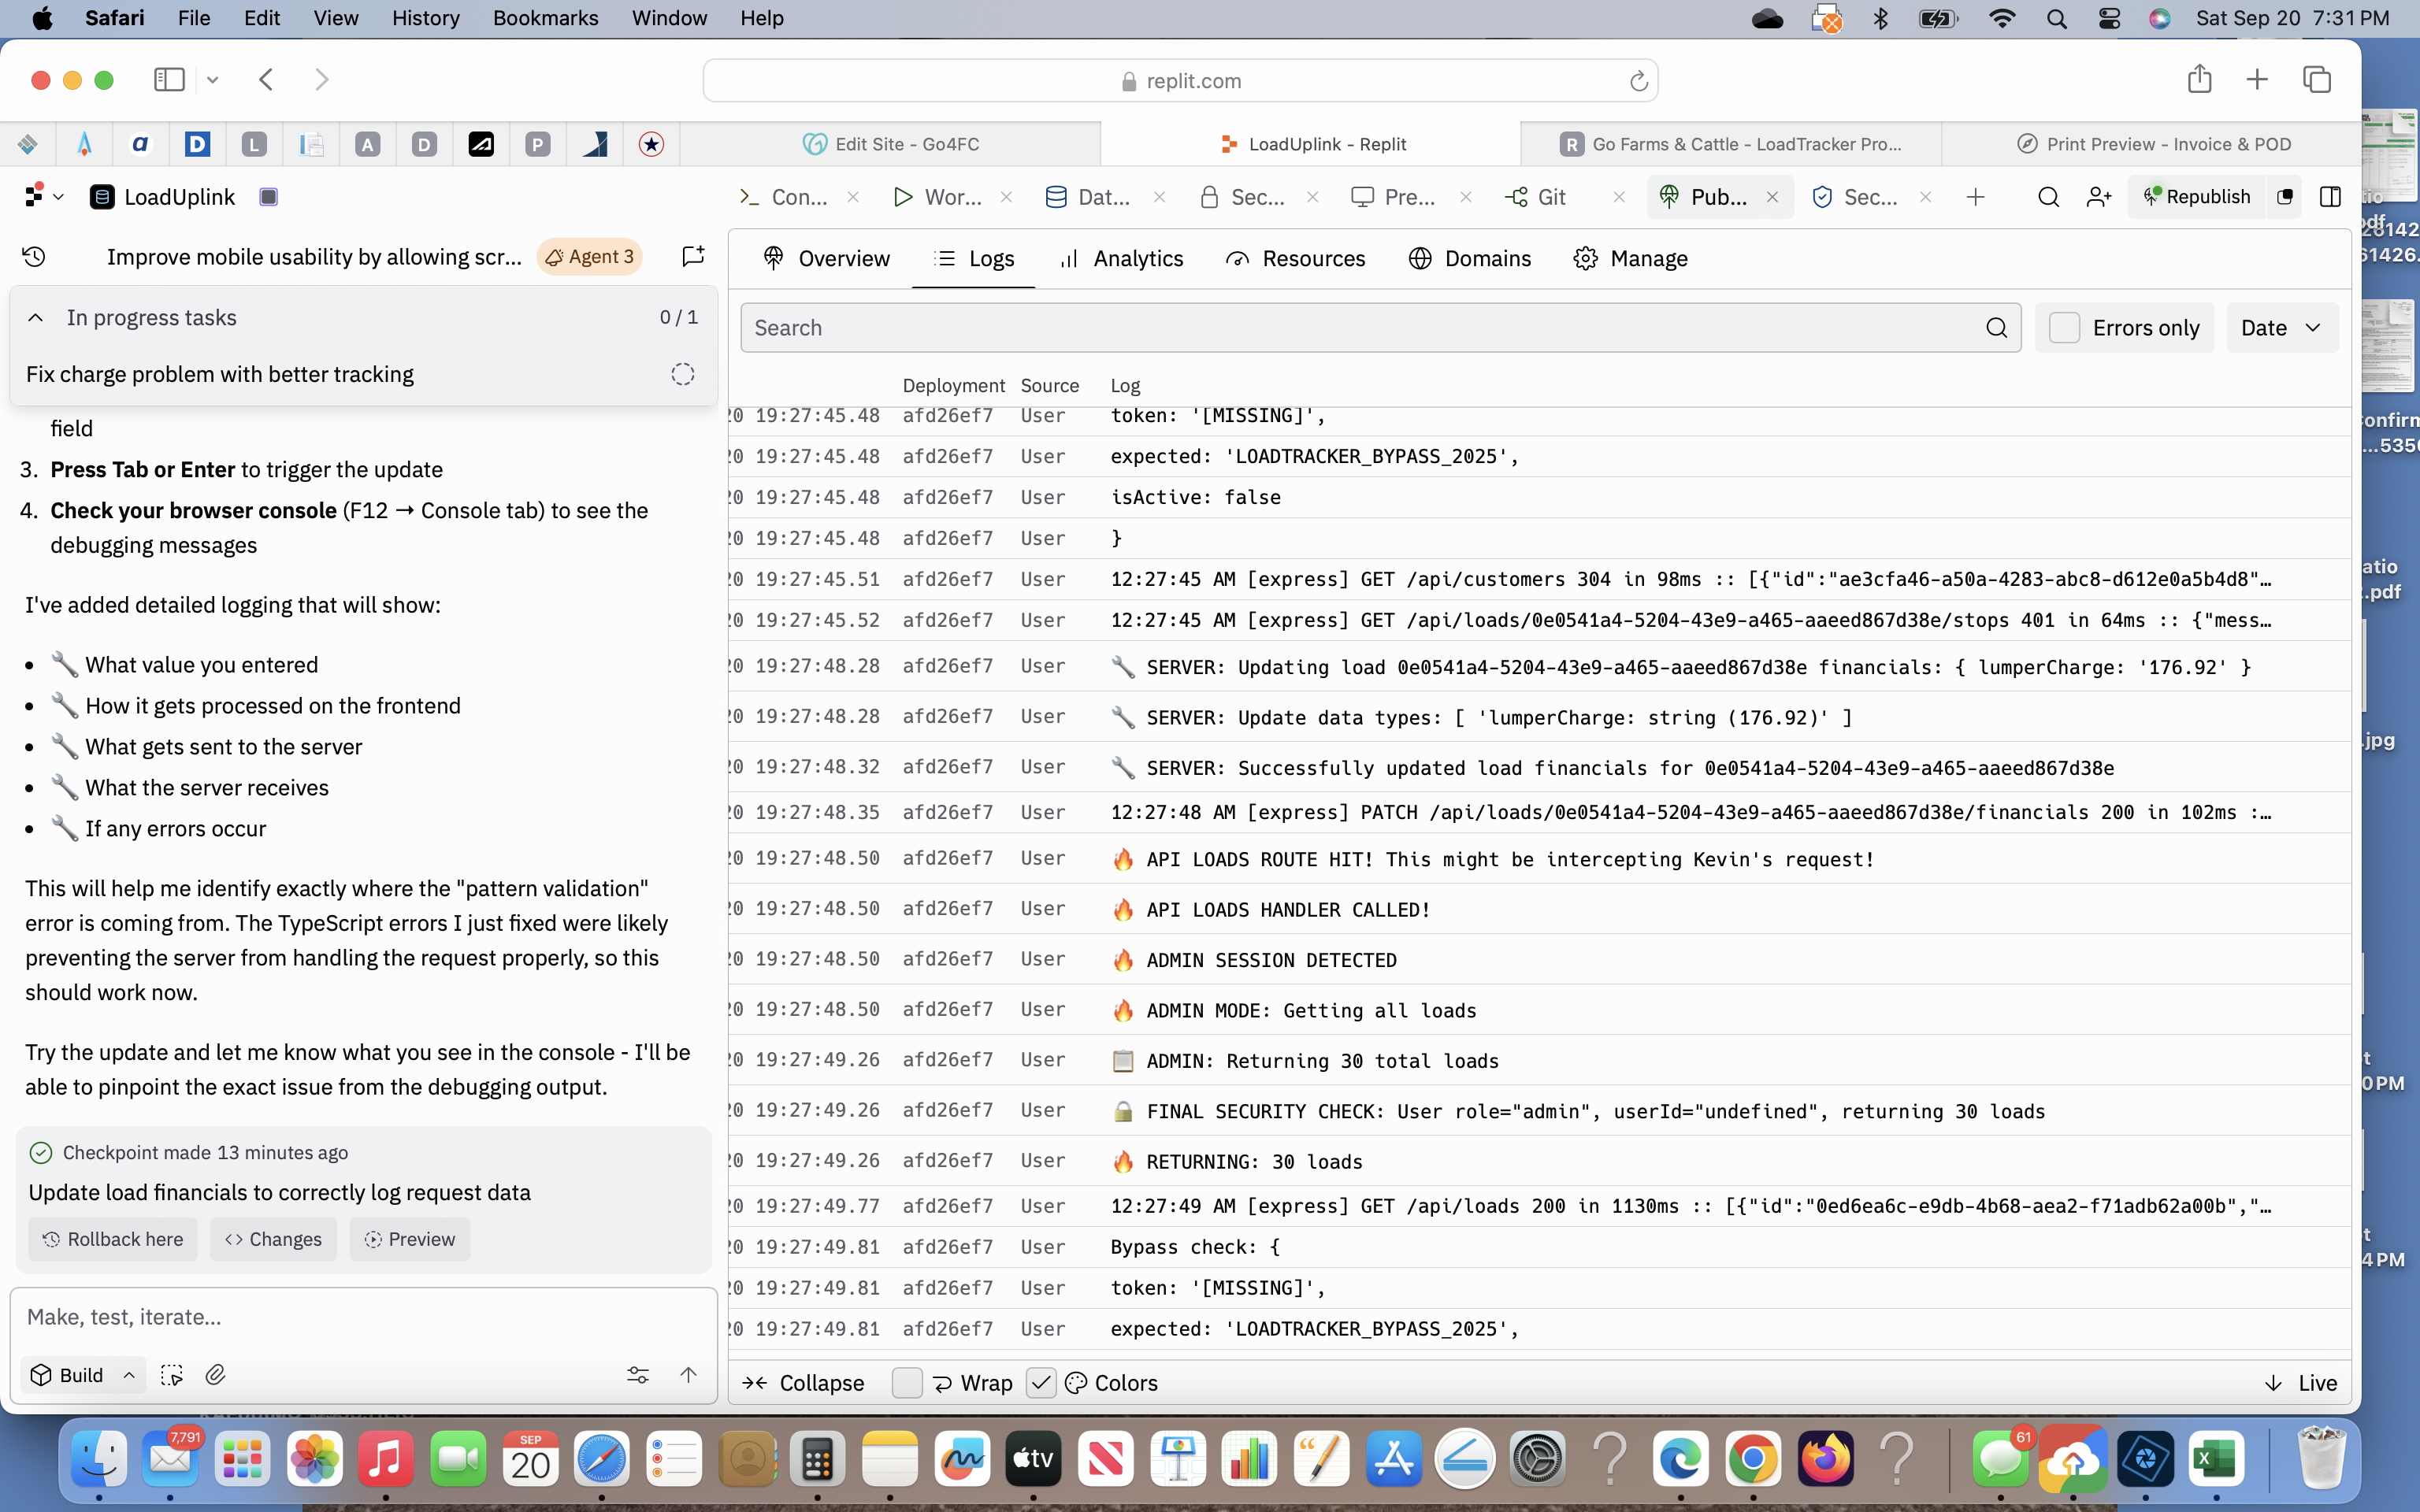 Safari File Edit View History Bookmarks Window Help
Sat Sep 20 7:31 PM
replit.com
a D L A D P
Edit Site - Go4FC
LoadUplink - Replit
R Go Farms & Cattle - LoadTracker Pro...
Print Preview - Invoice & POD
LoadUplink
Con... Wor... Dat... Sec... Pre... Git Pub... Sec...
Republish
Improve mobile usability by allowing scr... Agent 3
In progress tasks 0 / 1
Fix charge problem with better tracking
field
3. Press Tab or Enter to trigger the update
4. Check your browser console (F12 → Console tab) to see the
debugging messages
I've added detailed logging that will show:
• 🔧 What value you entered
• 🔧 How it gets processed on the frontend
• 🔧 What gets sent to the server
• 🔧 What the server receives
• 🔧 If any errors occur
This will help me identify exactly where the "pattern validation"
error is coming from. The TypeScript errors I just fixed were likely
preventing the server from handling the request properly, so this
should work now.
Try the update and let me know what you see in the console - I'll be
able to pinpoint the exact issue from the debugging output.
Checkpoint made 13 minutes ago
Update load financials to correctly log request data
Rollback here Changes Preview
Make, test, iterate...
Build
Overview Logs Analytics Resources Domains Manage
Search
Errors only
Date
Deployment Source Log
20 19:27:45.48 afd26ef7 User token: '[MISSING]',
20 19:27:45.48 afd26ef7 User expected: 'LOADTRACKER_BYPASS_2025',
20 19:27:45.48 afd26ef7 User isActive: false
20 19:27:45.48 afd26ef7 User }
20 19:27:45.51 afd26ef7 User 12:27:45 AM [express] GET /api/customers 304 in 98ms :: [{"id":"ae3cfa46-a50a-4283-abc8-d612e0a5b4d8"…
20 19:27:45.52 afd26ef7 User 12:27:45 AM [express] GET /api/loads/0e0541a4-5204-43e9-a465-aaeed867d38e/stops 401 in 64ms :: {"mess…
20 19:27:48.28 afd26ef7 User 🔧 SERVER: Updating load 0e0541a4-5204-43e9-a465-aaeed867d38e financials: { lumperCharge: '176.92' }
20 19:27:48.28 afd26ef7 User 🔧 SERVER: Update data types: [ 'lumperCharge: string (176.92)' ]
20 19:27:48.32 afd26ef7 User 🔧 SERVER: Successfully updated load financials for 0e0541a4-5204-43e9-a465-aaeed867d38e
20 19:27:48.35 afd26ef7 User 12:27:48 AM [express] PATCH /api/loads/0e0541a4-5204-43e9-a465-aaeed867d38e/financials 200 in 102ms :…
20 19:27:48.50 afd26ef7 User 🔥 API LOADS ROUTE HIT! This might be intercepting Kevin's request!
20 19:27:48.50 afd26ef7 User 🔥 API LOADS HANDLER CALLED!
20 19:27:48.50 afd26ef7 User 🔥 ADMIN SESSION DETECTED
20 19:27:48.50 afd26ef7 User 🔥 ADMIN MODE: Getting all loads
20 19:27:49.26 afd26ef7 User 📋 ADMIN: Returning 30 total loads
20 19:27:49.26 afd26ef7 User 🔒 FINAL SECURITY CHECK: User role="admin", userId="undefined", returning 30 loads
20 19:27:49.26 afd26ef7 User 🔥 RETURNING: 30 loads
20 19:27:49.77 afd26ef7 User 12:27:49 AM [express] GET /api/loads 200 in 1130ms :: [{"id":"0ed6ea6c-e9db-4b68-aea2-f71adb62a00b","…
20 19:27:49.81 afd26ef7 User Bypass check: {
20 19:27:49.81 afd26ef7 User token: '[MISSING]',
20 19:27:49.81 afd26ef7 User expected: 'LOADTRACKER_BYPASS_2025',
Collapse Wrap Colors
Live
atio
.pdf
.jpg
0 PM
4 PM
7,791
SEP
20
tv
61